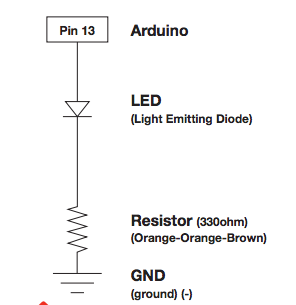 Pin 13 Arduino
LED
(Light Emitting Diode)
Resistor (330ohm)
(Orange-Orange-Brown)
GND
(ground) (-)